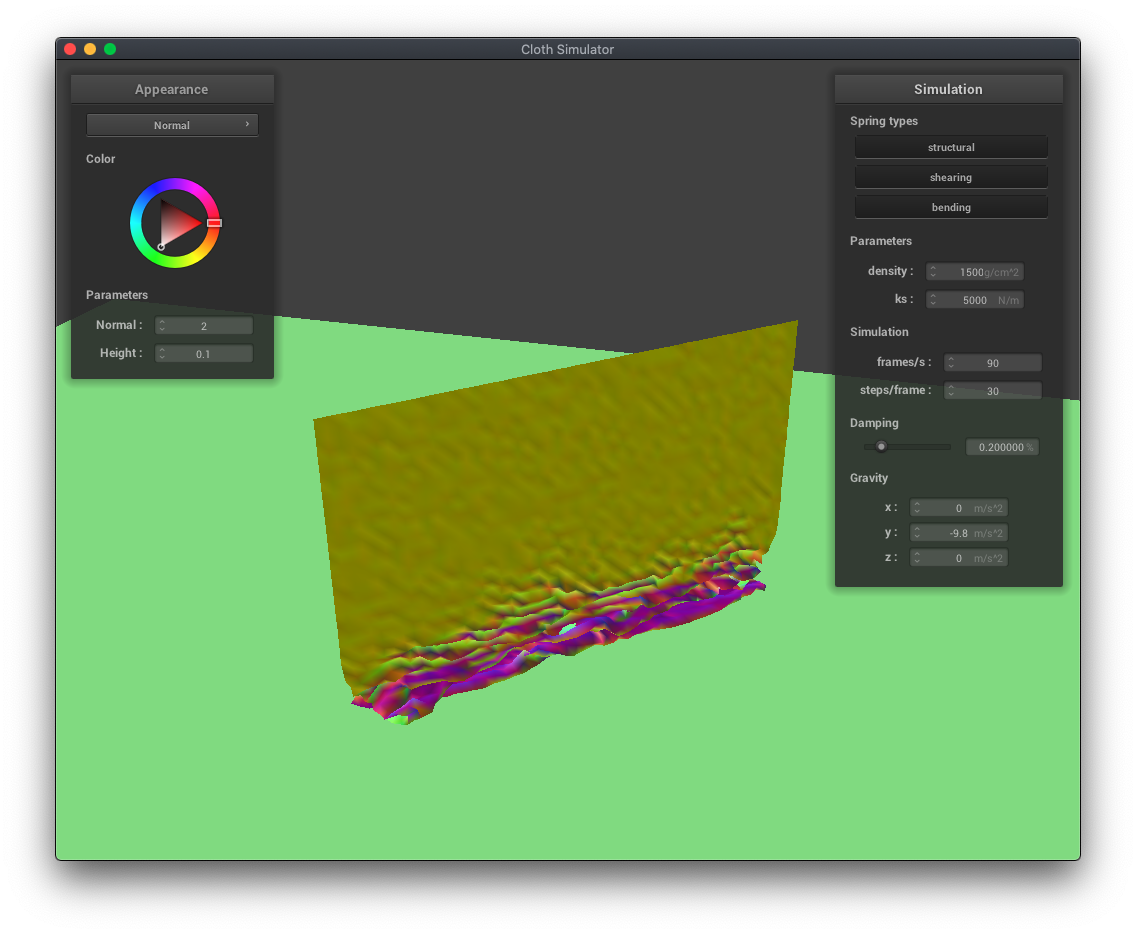 Cloth Simulator
Appearance
Normal
Color
Parameters
Normal : 2
Height : 0.1
Simulation
Spring types
structural
shearing
bending
Parameters
density : 1500 g/cm^2
ks : 5000 N/m
Simulation
frames/s : 90
steps/frame : 30
Damping
0.200000 %
Gravity
x : 0 m/s^2
y : -9.8 m/s^2
z : 0 m/s^2